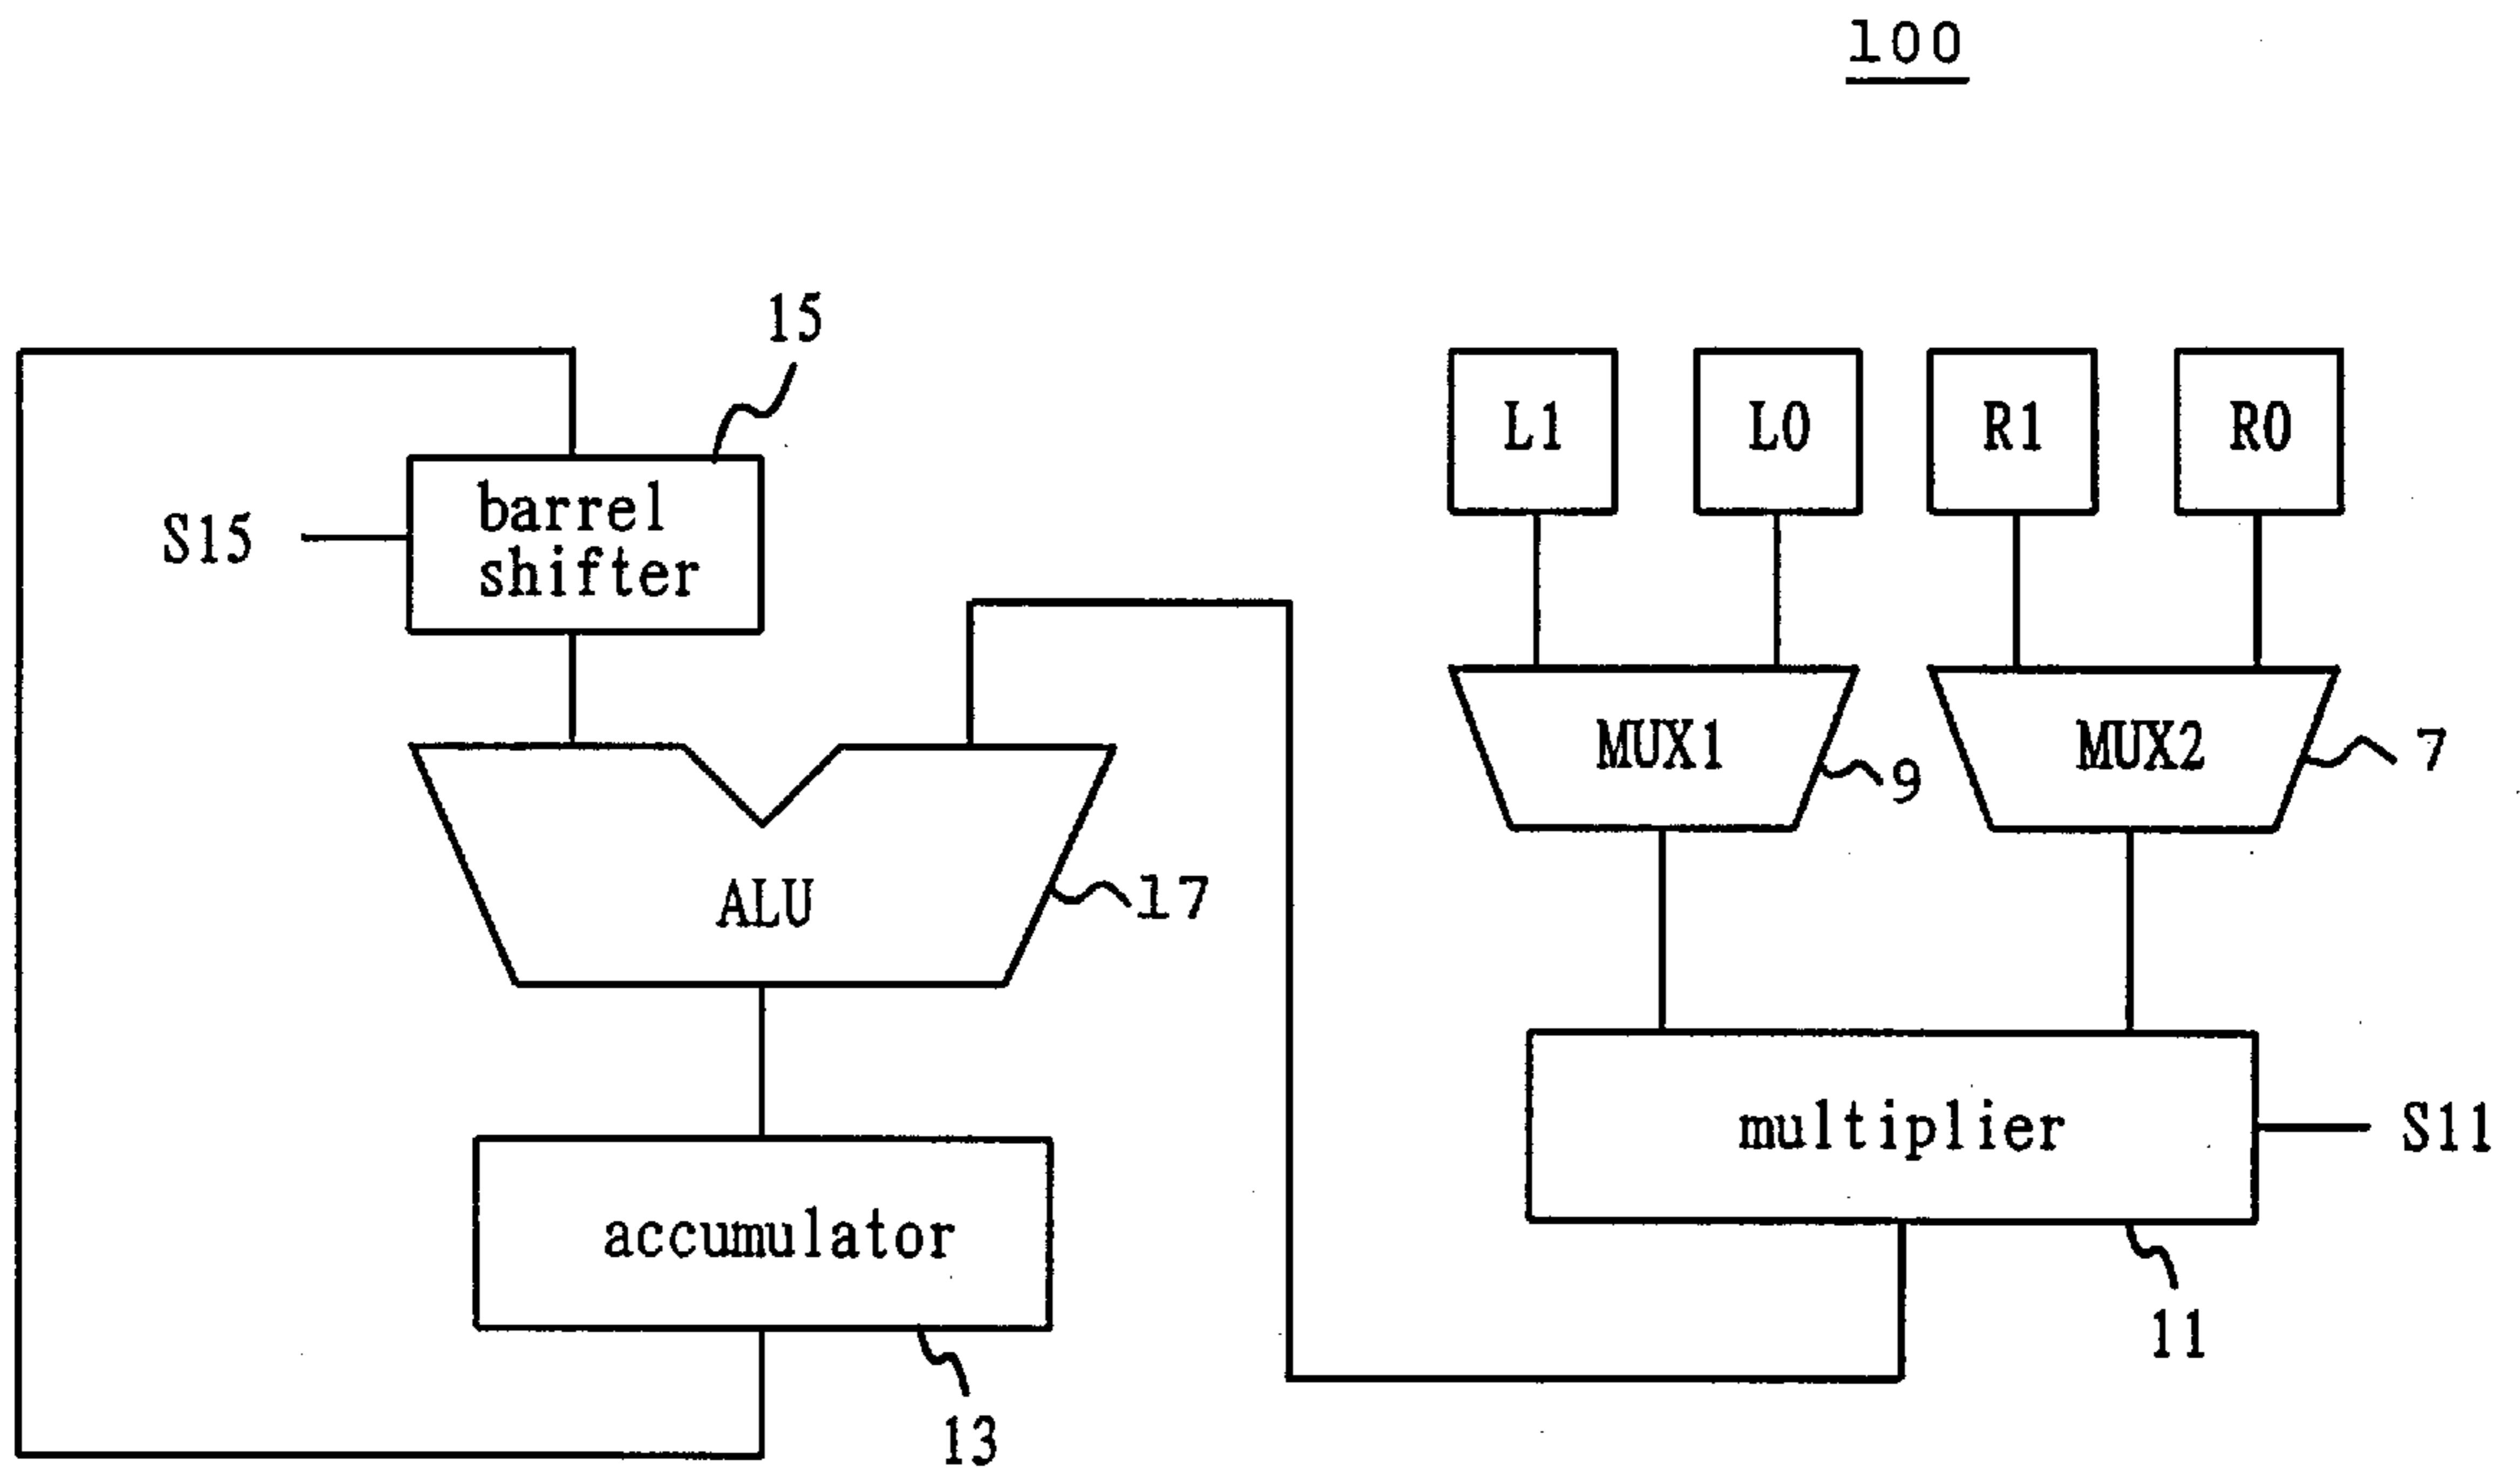 100
15
L1 L0 R1 R0
barrel
shifter
S15
MUX1 MUX2 7
9
ALU 17
multiplier S11
accumulator
11
13